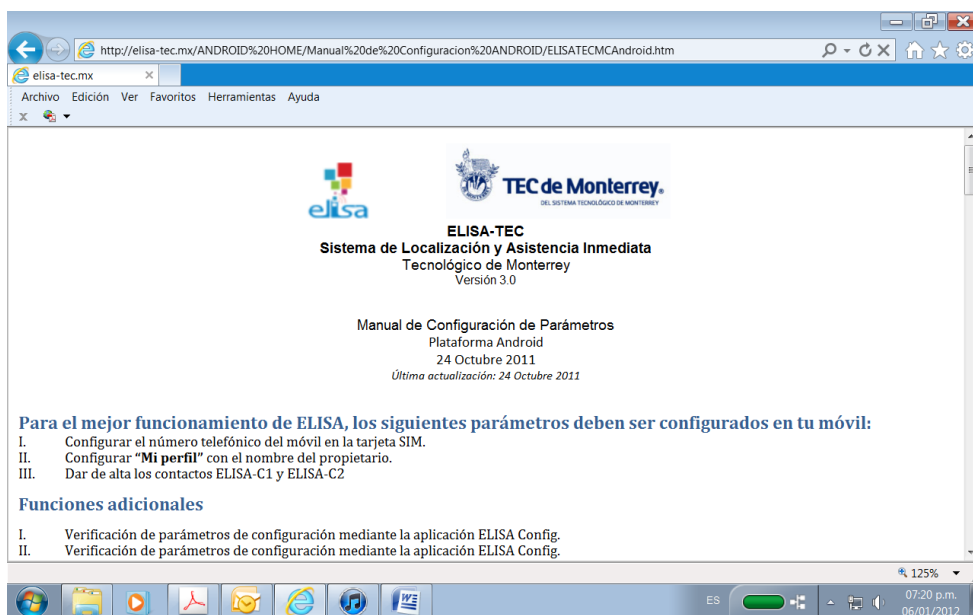 http://elisa-tec.mx/ANDROID%20HOME/Manual%20de%20Configuracion%20ANDROID/ELISATECMCAndroid.htm
elisa-tec.mx
Archivo Edición Ver Favoritos Herramientas Ayuda
elisa
TEC de Monterrey®
DEL SISTEMA TECNOLÓGICO DE MONTERREY
ELISA-TEC
Sistema de Localización y Asistencia Inmediata
Tecnológico de Monterrey
Versión 3.0
Manual de Configuración de Parámetros
Plataforma Android
24 Octubre 2011
Última actualización: 24 Octubre 2011
Para el mejor funcionamiento de ELISA, los siguientes parámetros deben ser configurados en tu móvil:
I. Configurar el número telefónico del móvil en la tarjeta SIM.
II. Configurar “Mi perfil” con el nombre del propietario.
III. Dar de alta los contactos ELISA-C1 y ELISA-C2
Funciones adicionales
I. Verificación de parámetros de configuración mediante la aplicación ELISA Config.
II. Verificación de parámetros de configuración mediante la aplicación ELISA Config.
125%
ES
07:20 p.m.
06/01/2012